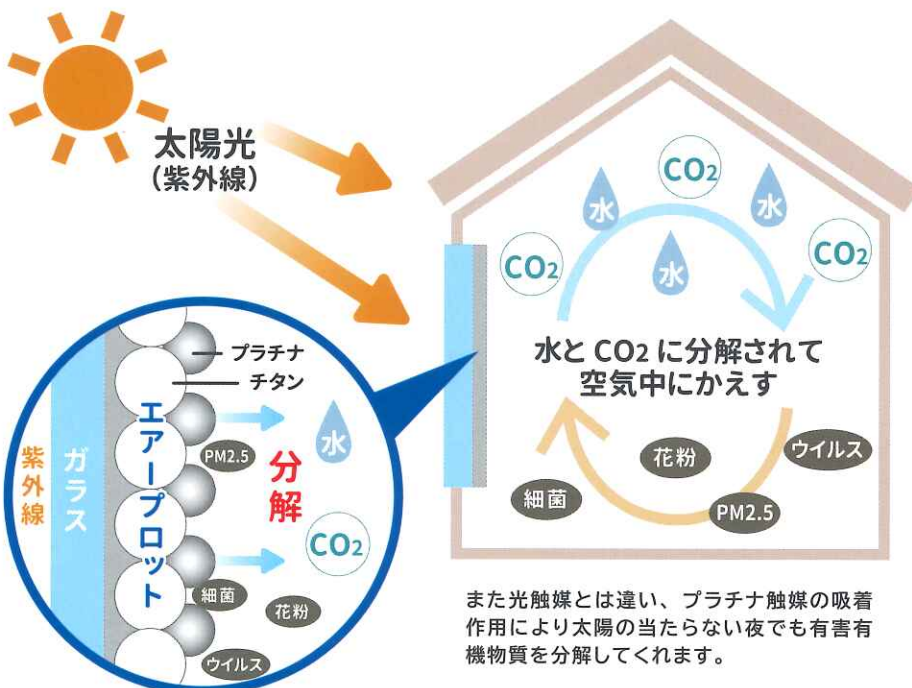 太陽光
(紫外線)
CO2
水
水
CO2
水
CO2
水とCO2に分解されて
空気中にかえす
ウイルス
花粉
細菌
PM2.5
プラチナ
チタン
エアープロット
紫外線
ガラス
PM2.5
分解
水
CO2
細菌
花粉
ウイルス
また光触媒とは違い、プラチナ触媒の吸着
作用により太陽の当たらない夜でも有害有
機物質を分解してくれます。